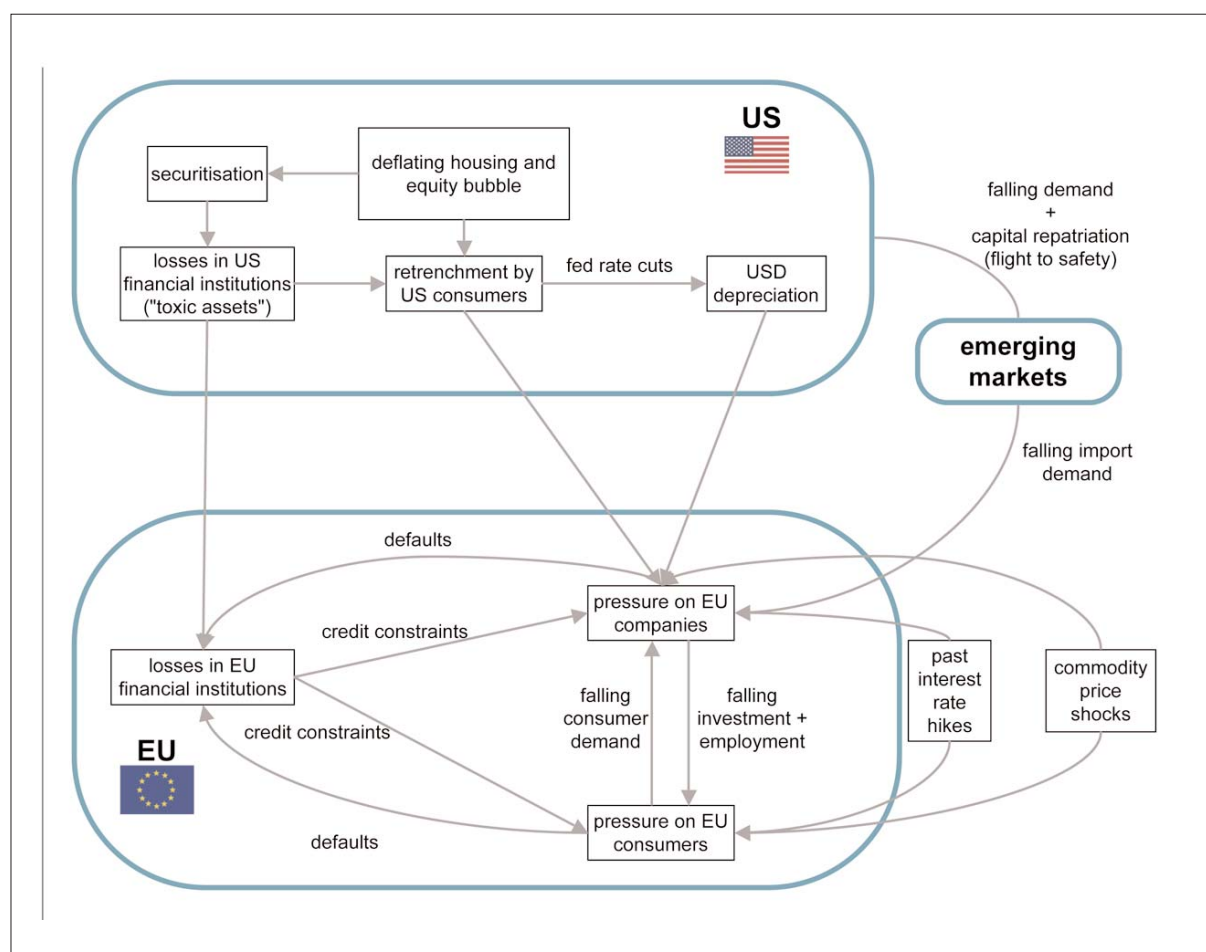 US
securitisation
deflating housing and
equity bubble
losses in US
financial institutions
("toxic assets")
retrenchment by
US consumers
fed rate cuts
USD
depreciation
falling demand
+
capital repatriation
(flight to safety)
emerging
markets
falling import
demand
defaults
credit constraints
pressure on EU
companies
losses in EU
financial institutions
credit constraints
falling
consumer
demand
falling
investment +
employment
past
interest
rate
hikes
commodity
price
shocks
EU
defaults
pressure on EU
consumers